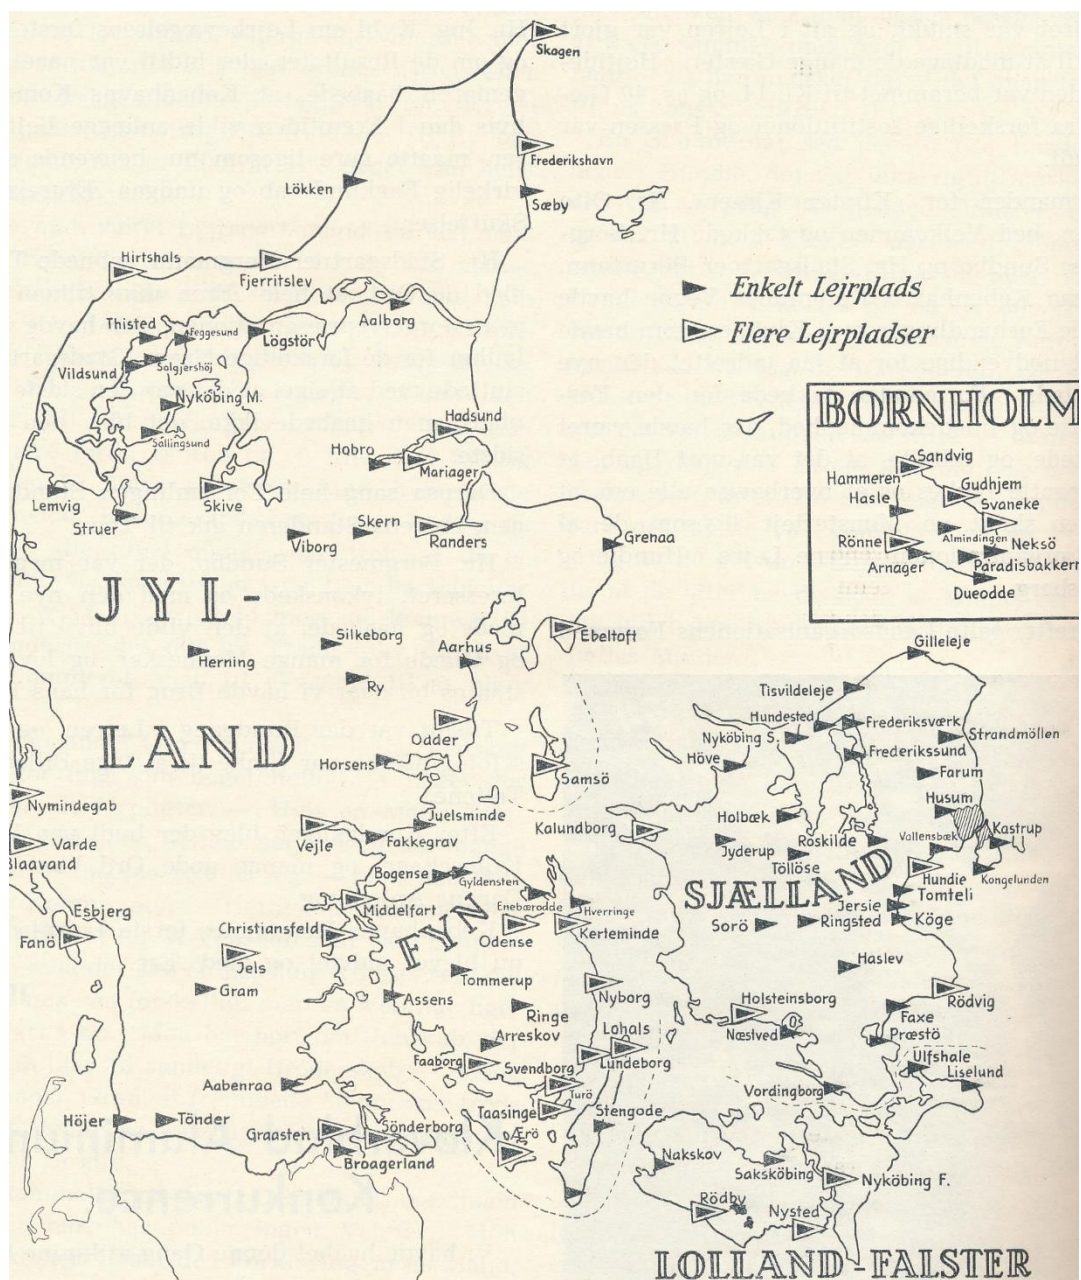 Skagen
Frederikshavn
Lökken
Sæby
Hirtshals
Fjerritslev
Aalborg
Enkelt Lejrplads
Flere Lejrpladser
Thisted
Feggesund
Lögstör
Vildsund
Salgjershöj
Nyköbing M.
Sallingsund
Hadsund
Hobro
Mariager
Lemvig
Struer
Skive
Viborg
Skern
Randers
Grenaa
BORNHOLM
Sandvig
Hammeren
Gudhjem
Hasle
Svaneke
Almindingen
Rönne
Neksö
Arnager
Paradisbakkern
Dueodde
JYL-
LAND
Silkeborg
Herning
Ry
Aarhus
Ebeltoft
Odder
Horsens
Samsö
Gilleleje
Tisvildeleje
Hundested
Frederiksværk
Nyköbing S.
Strandmöllen
Frederikssund
Höve
Farum
Husum
Nymindegab
Juelsminde
Kalundborg
Holbæk
Kastrup
Varde
Vejle
Fakkegrav
Jyderup
Roskilde
Vallensbæk
Tölløse
Blaavand
Bogense
Gyldensten
SJÆLLAND
Hundie
Kongelunden
Tomteli
Middelfart
Enebærodde
Hverringe
Jersie
Esbjerg
Christiansfeld
FYN
Odense
Kerteminde
Sorö
Ringsted
Köge
Fanö
Jels
Haslev
Gram
Tommerup
Nyborg
Assens
Ringe
Holsteinsborg
Rödvig
Faxe
Arreskov
Lohals
Næstved
Præstö
Faaborg
Svendborg
Lundeborg
Ulfshale
Liselund
Aabenraa
Turö
Vordingborg
Höjer
Tönder
Taasinge
Stengode
Graasten
Sönderborg
Ærö
Broagerland
Nakskov
Sakskøbing
Nyköbing F.
Rödby
Nysted
LOLLAND-FALSTER